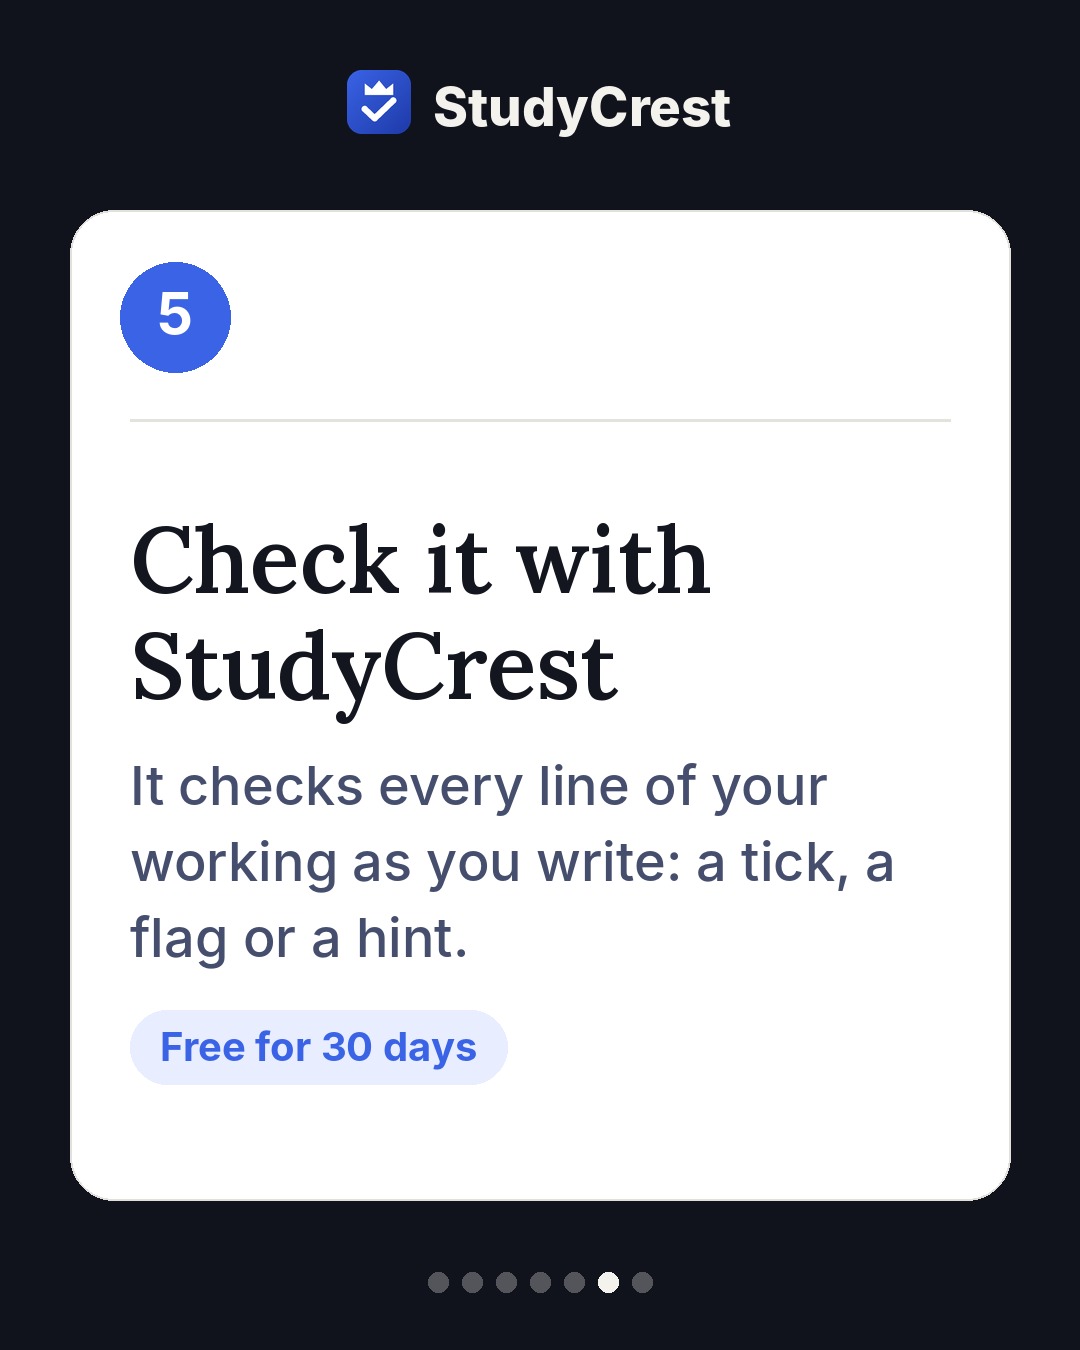 StudyCrest
5
Check it with
StudyCrest
It checks every line of your
working as you write: a tick, a
flag or a hint.
Free for 30 days